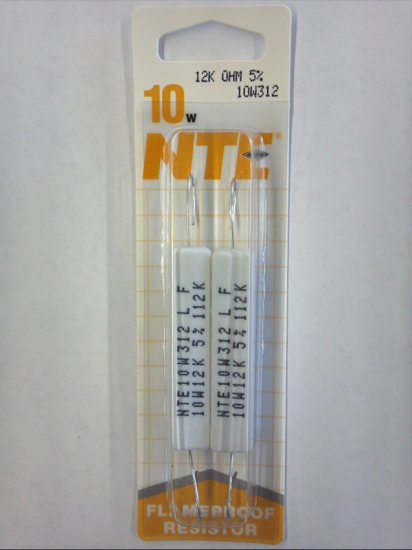 12K OHM 5%
10W312
10W
NTE®
NTE10W312 L F
10W12K 5% 112K
NTE10W312 L F
10W12K 5% 112K
FLAMEPROOF
RESISTOR